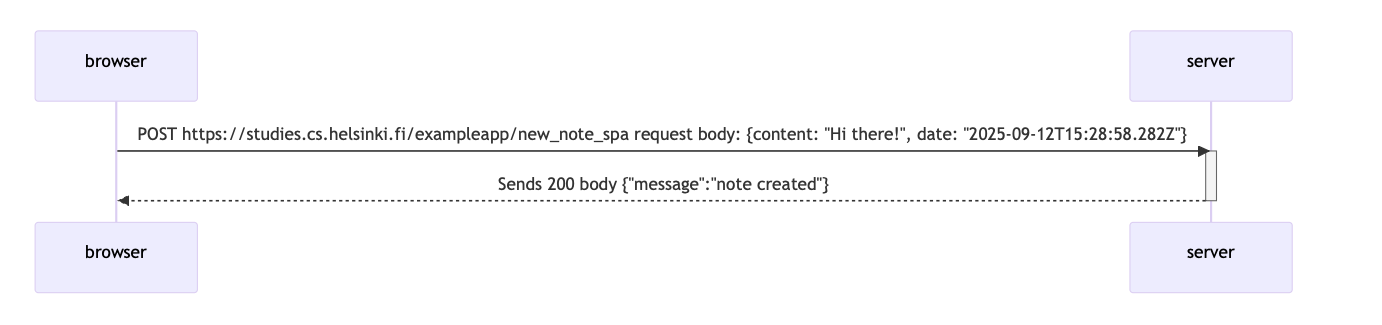 browser
server
POST https://studies.cs.helsinki.fi/exampleapp/new_note_spa request body: {content: "Hi there!", date: "2025-09-12T15:28:58.282Z"}
Sends 200 body {"message":"note created"}
browser
server